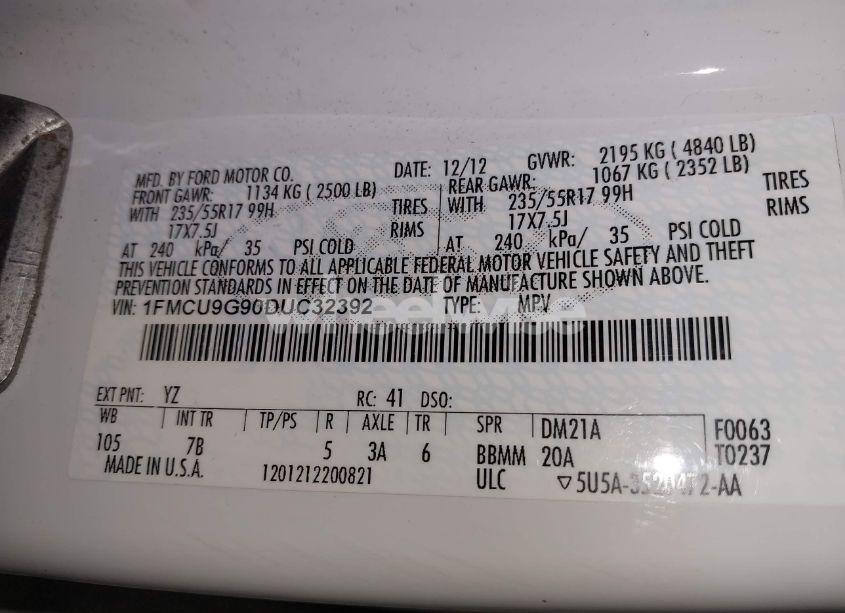 MFD. BY FORD MOTOR CO. DATE: 12/12 GVWR: 2195 KG ( 4840 LB)
FRONT GAWR: 1134 KG ( 2500 LB) REAR GAWR: 1067 KG ( 2352 LB)
WITH 235/55R17 99H TIRES WITH 235/55R17 99H TIRES
17X7.5J RIMS 17X7.5J RIMS
AT 240 kPa/ 35 PSI COLD AT 240 kPa/ 35 PSI COLD
THIS VEHICLE CONFORMS TO ALL APPLICABLE FEDERAL MOTOR VEHICLE SAFETY AND THEFT
PREVENTION STANDARDS IN EFFECT ON THE DATE OF MANUFACTURE SHOWN ABOVE.
VIN: 1FMCU9G90DUC32392 TYPE: MPV
EXT PNT: YZ RC: 41 DSO:
WB INT TR TP/PS R AXLE TR SPR DM21A F0063
105 7B 5 3A 6 BBMM 20A T0237
MADE IN U.S.A. 1201212200821 ULC